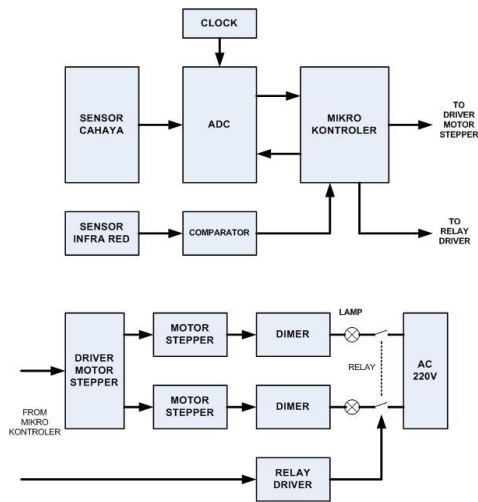 CLOCK
SENSOR
CAHAYA
ADC
MIKRO
KONTROLER
TO
DRIVER
MOTOR
STEPPER
SENSOR
INFRA RED
COMPARATOR
TO
RELAY
DRIVER
DRIVER
MOTOR
STEPPER
MOTOR
STEPPER
DIMER
LAMP
RELAY
AC
220V
MOTOR
STEPPER
DIMER
FROM
MIKRO
KONTROLER
RELAY
DRIVER